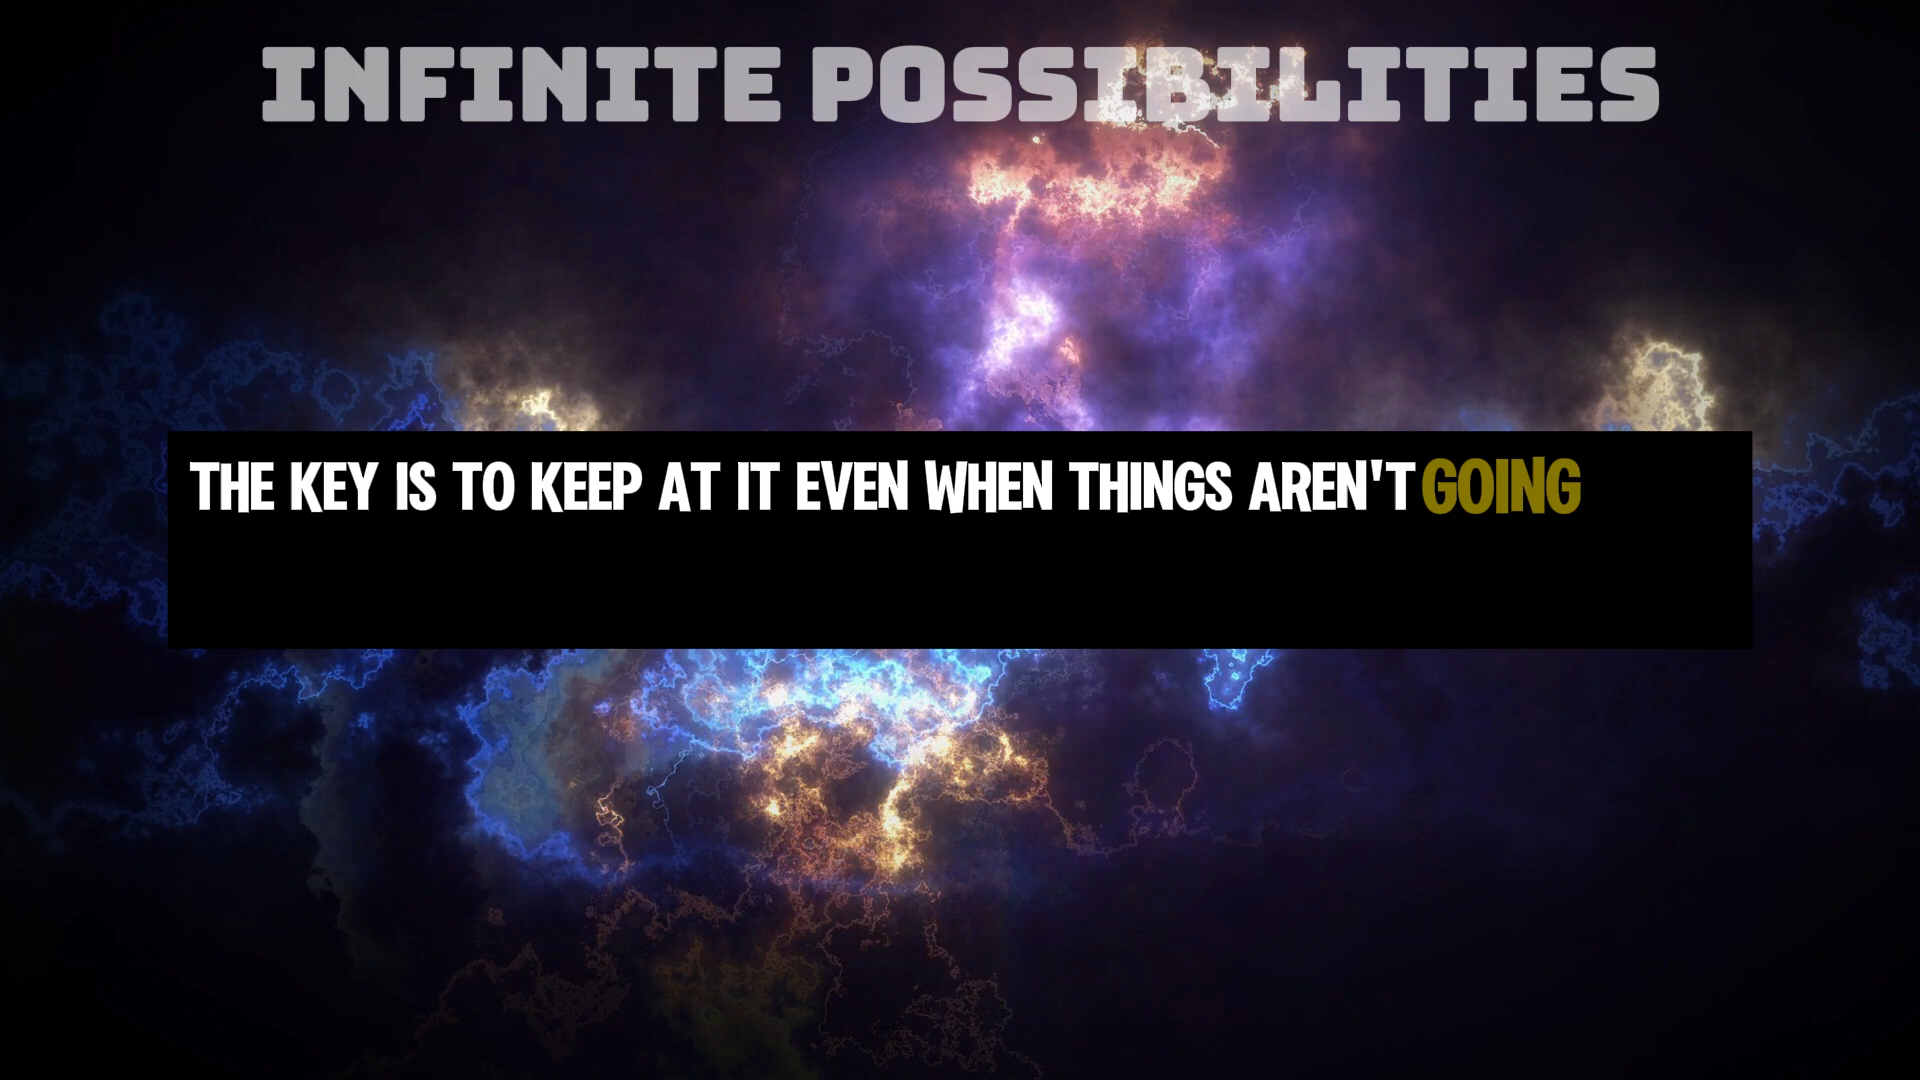 INFINITE POSSIBILITIES
THE KEY IS TO KEEP AT IT EVEN WHEN THINGS AREN'T GOING